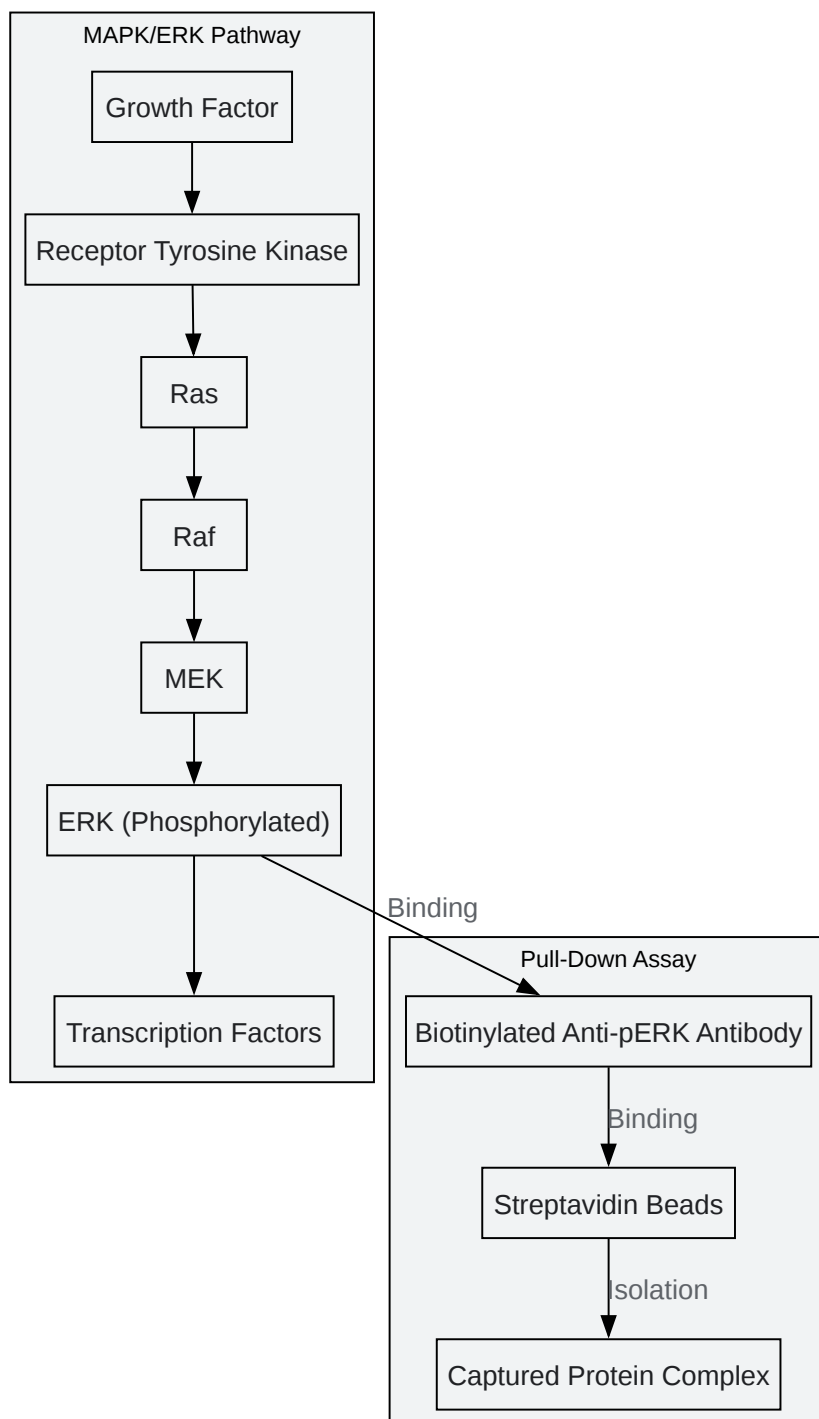 MAPK/ERK Pathway
Growth Factor
Receptor Tyrosine Kinase
Ras
Raf
MEK
ERK (Phosphorylated)
Binding
Transcription Factors
Pull-Down Assay
Biotinylated Anti-pERK Antibody
Binding
Streptavidin Beads
Isolation
Captured Protein Complex